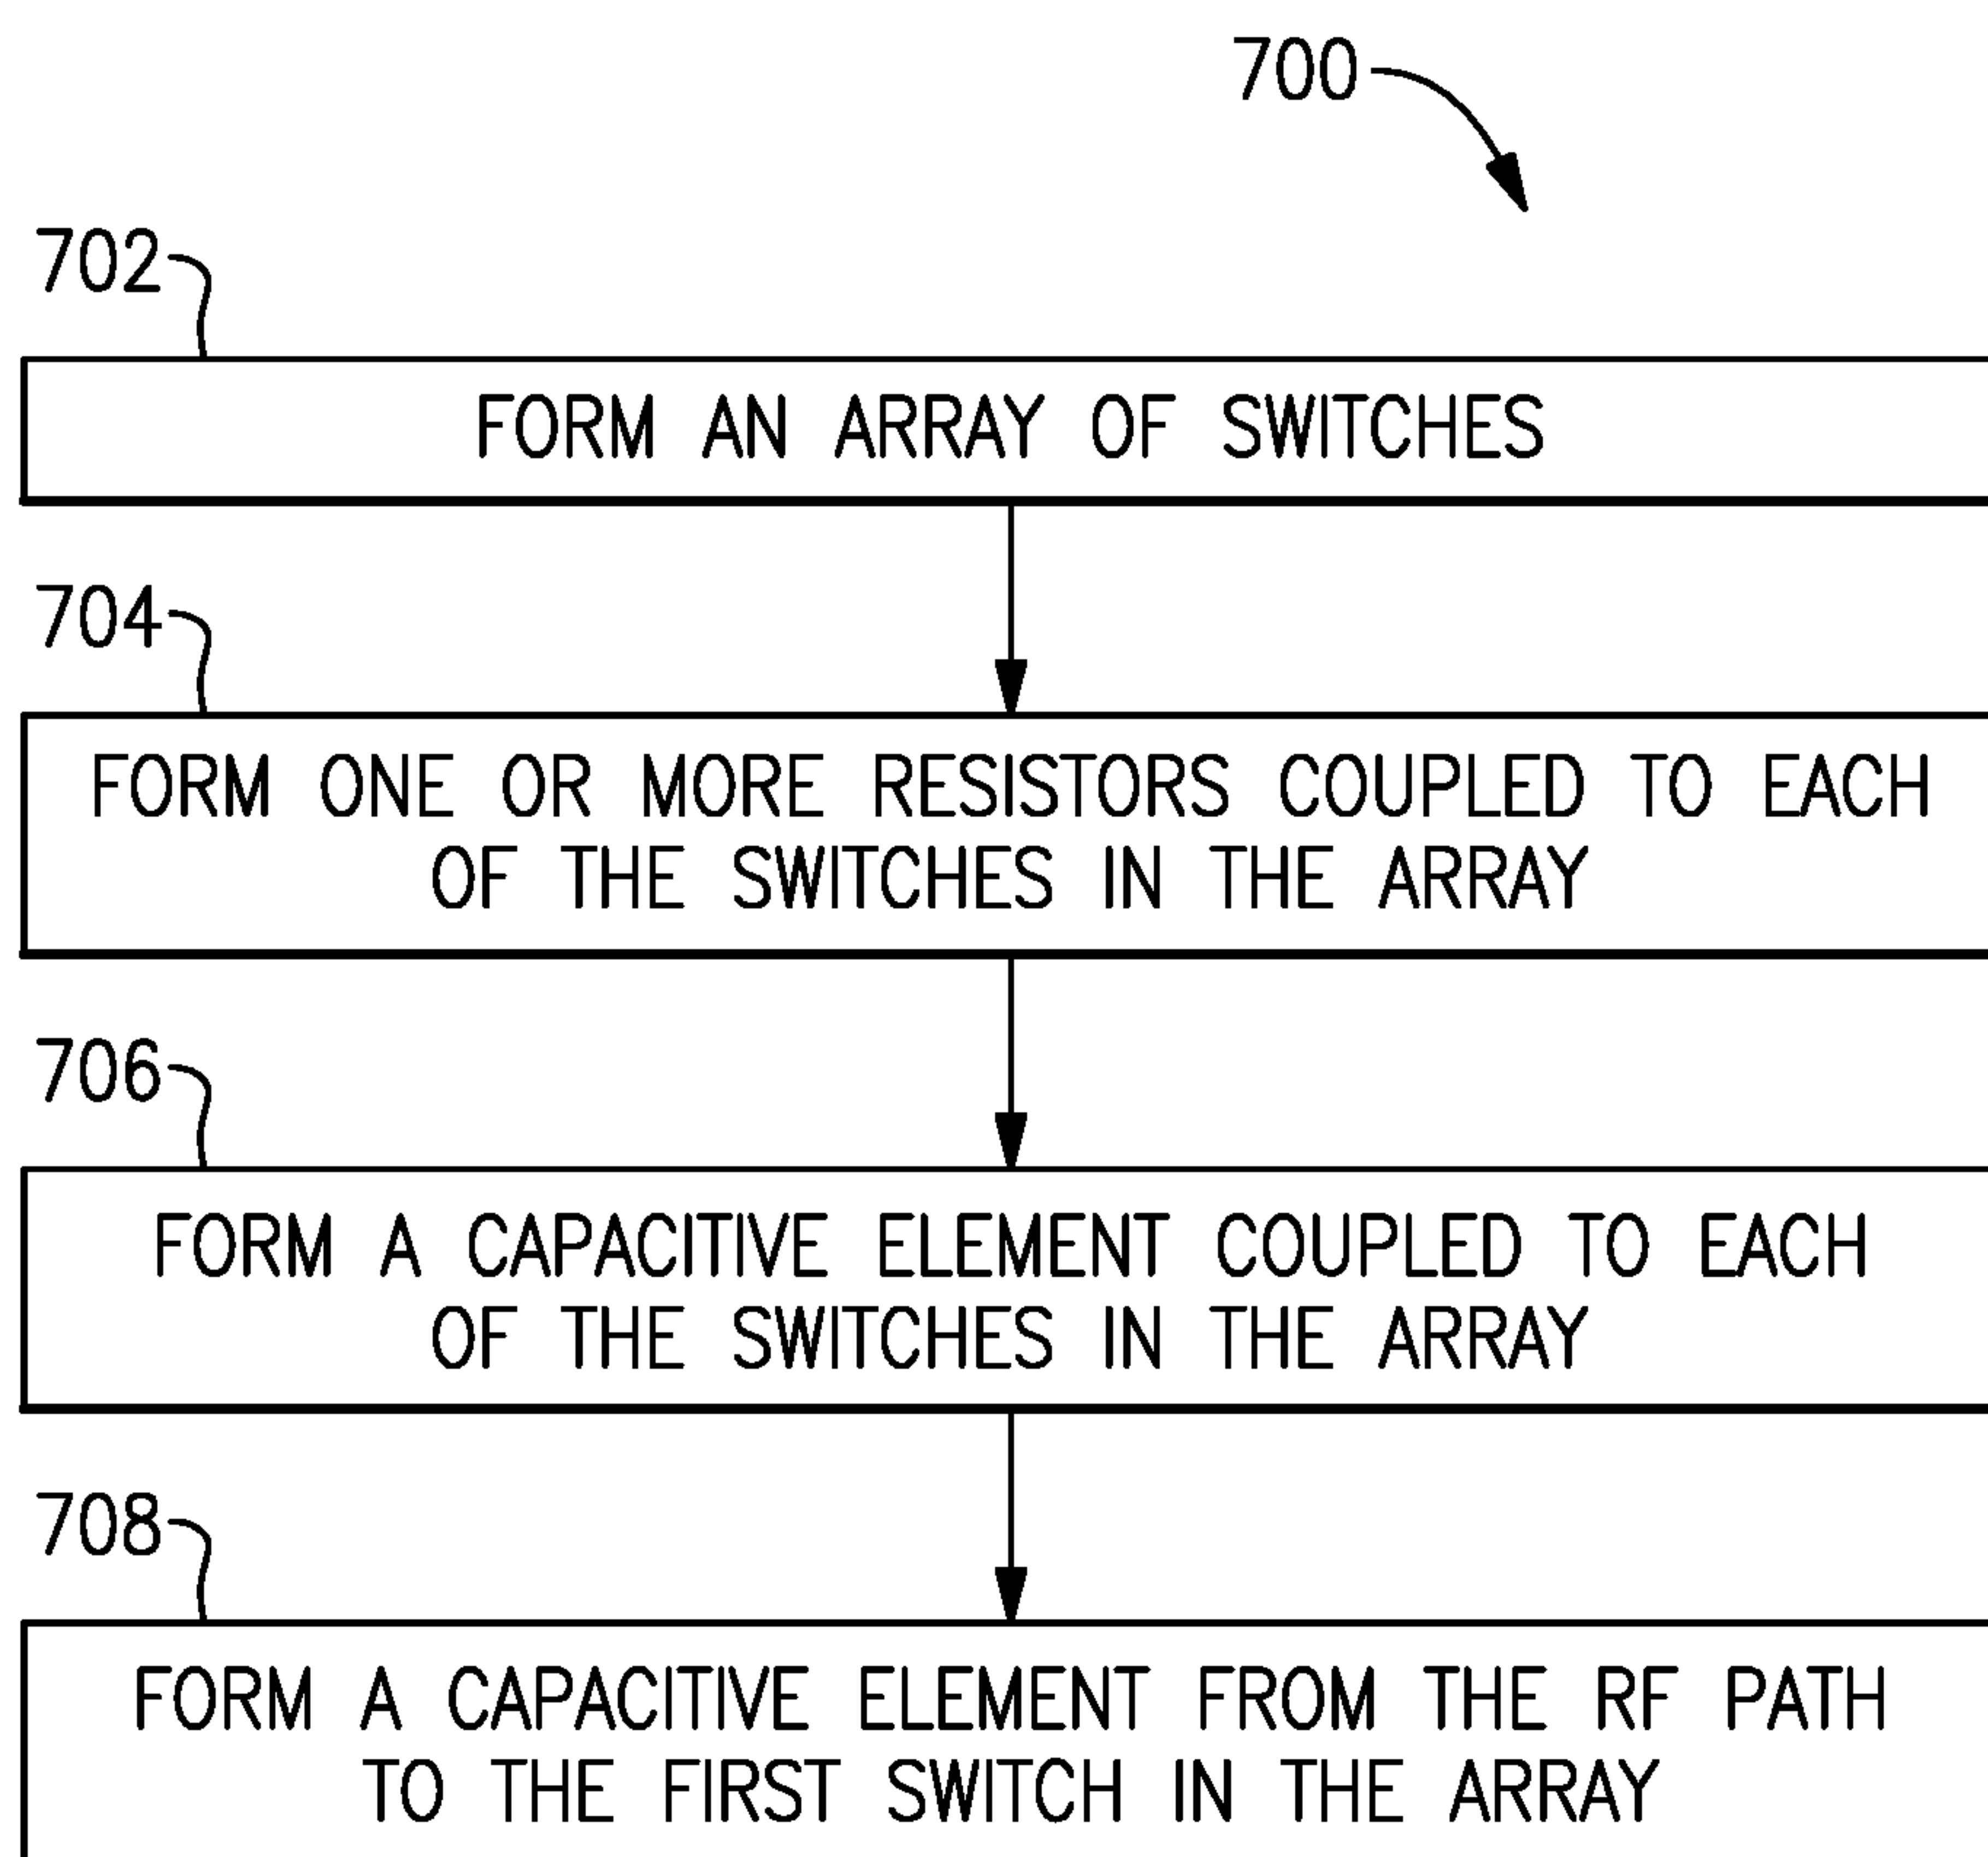 700
702
FORM AN ARRAY OF SWITCHES
704
FORM ONE OR MORE RESISTORS COUPLED TO EACH
OF THE SWITCHES IN THE ARRAY
706
FORM A CAPACITIVE ELEMENT COUPLED TO EACH
OF THE SWITCHES IN THE ARRAY
708
FORM A CAPACITIVE ELEMENT FROM THE RF PATH
TO THE FIRST SWITCH IN THE ARRAY